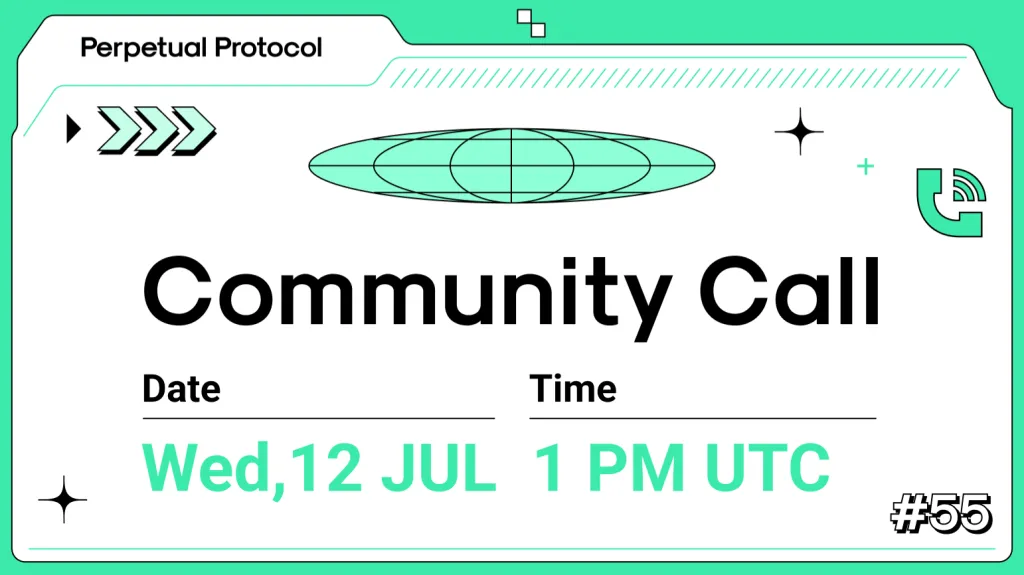 Perpetual Protocol
Community Call
Date
Time
Wed,12 JUL
1 PM UTC
#55